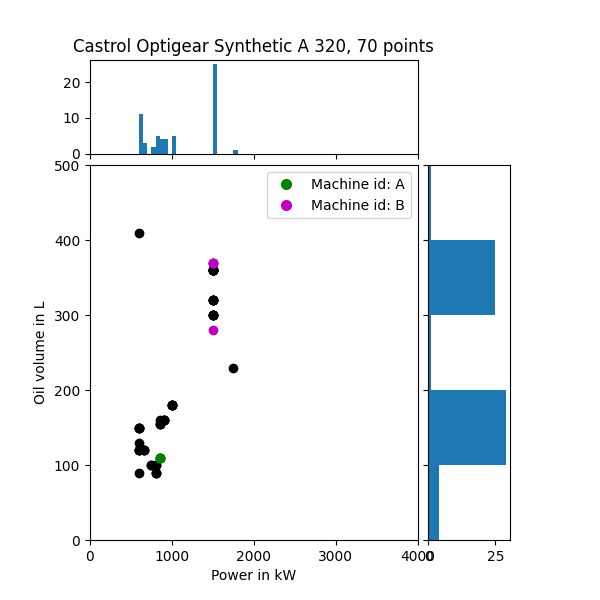 Castrol Optigear Synthetic A 320, 70 points
20
10
0
500
400
300
200
100
0
Oil volume in L
Machine id: A
Machine id: B
0 1000 2000 3000 4000
Power in kW
0 25